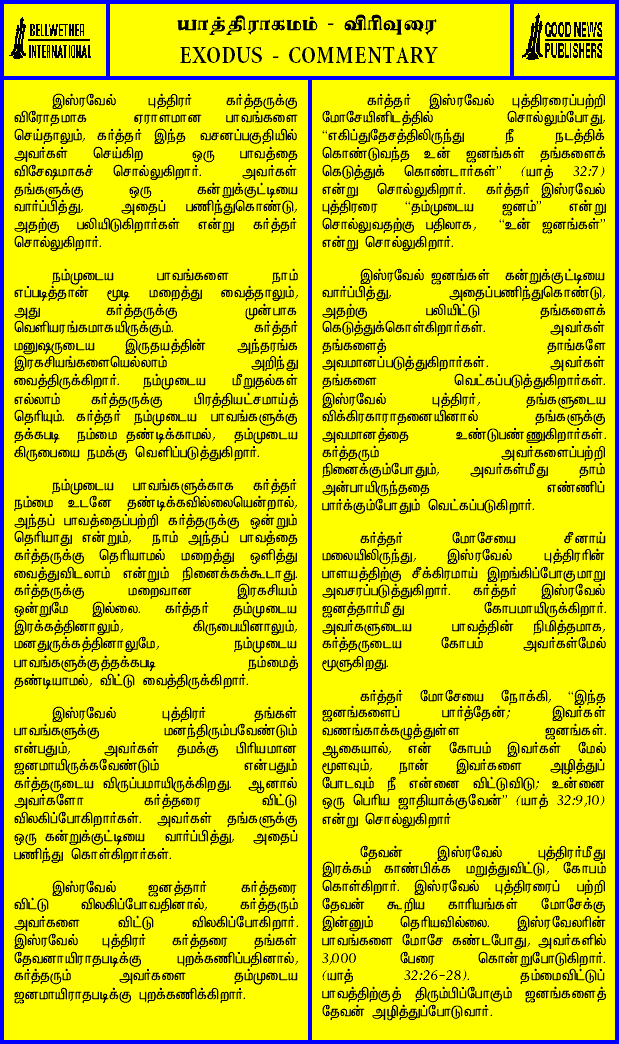 BELLWETHER
INTERNATIONAL
யாத்திராகமம் - விரிவுரை
EXODUS - COMMENTARY
GOOD NEWS
PUBLISHERS
இஸ்ரவேல் புத்திரர் கர்த்தருக்கு
விரோதமாக ஏராளமான பாவங்களை
செய்தாலும், கர்த்தர் இந்த வசனப்பகுதியில்
அவர்கள் செய்கிற ஒரு பாவத்தை
விசேஷமாகச் சொல்லுகிறார். அவர்கள்
தங்களுக்கு ஒரு கன்றுக்குட்டியை
வார்ப்பித்து, அதைப் பணிந்துகொண்டு,
அதற்கு பலியிடுகிறார்கள் என்று கர்த்தர்
சொல்லுகிறார்.
நம்முடைய பாவங்களை நாம்
எப்படித்தான் மூடி மறைத்து வைத்தாலும்,
அது கர்த்தருக்கு முன்பாக
வெளியரங்கமாகயிருக்கும். கர்த்தர்
மனுஷருடைய இருதயத்தின் அந்தரங்க
இரகசியங்களையெல்லாம் அறிந்து
வைத்திருக்கிறார். நம்முடைய மீறுதல்கள்
எல்லாம் கர்த்தருக்கு பிரத்தியட்சமாய்த்
தெரியும். கர்த்தர் நம்முடைய பாவங்களுக்கு
தக்கபடி நம்மை தண்டிக்காமல், தம்முடைய
கிருபையை நமக்கு வெளிப்படுத்துகிறார்.
நம்முடைய பாவங்களுக்காக கர்த்தர்
நம்மை உடனே தண்டிக்கவில்லையென்றால்,
அந்தப் பாவத்தைப்பற்றி கர்த்தருக்கு ஒன்றும்
தெரியாது என்றும், நாம் அந்தப் பாவத்தை
கர்த்தருக்கு தெரியாமல் மறைத்து ஒளித்து
வைத்துவிடலாம் என்றும் நினைக்கக்கூடாது.
கர்த்தருக்கு மறைவான இரகசியம்
ஒன்றுமே இல்லை. கர்த்தர் தம்முடைய
இரக்கத்தினாலும், கிருபையினாலும்,
மனதுருக்கத்தினாலுமே, நம்முடைய
பாவங்களுக்குத்தக்கபடி நம்மைத்
தண்டியாமல், விட்டு வைத்திருக்கிறார்.
இஸ்ரவேல் புத்திரர் தங்கள்
பாவங்களுக்கு மனந்திரும்பவேண்டும்
என்பதும், அவர்கள் தமக்கு பிரியமான
ஜனமாயிருக்கவேண்டும் என்பதும்
கர்த்தருடைய விருப்பமாயிருக்கிறது. ஆனால்
அவர்களோ கர்த்தரை விட்டு
விலகிப்போகிறார்கள். அவர்கள் தங்களுக்கு
ஒரு கன்றுக்குட்டியை வார்ப்பித்து, அதைப்
பணிந்து கொள்கிறார்கள்.
இஸ்ரவேல் ஜனத்தார் கர்த்தரை
விட்டு விலகிப்போவதினால், கர்த்தரும்
அவர்களை விட்டு விலகிப்போகிறார்.
இஸ்ரவேல் புத்திரர் கர்த்தரை தங்கள்
தேவனாயிராதபடிக்கு புறக்கணிப்பதினால்,
கர்த்தரும் அவர்களை தம்முடைய
ஜனமாயிராதபடிக்கு புறக்கணிக்கிறார்.
கர்த்தர் இஸ்ரவேல் புத்திரரைப்பற்றி
மோசேயினிடத்தில் சொல்லும்போது,
“எகிப்துதேசத்திலிருந்து நீ நடத்திக்
கொண்டுவந்த உன் ஜனங்கள் தங்களைக்
கெடுத்துக் கொண்டார்கள்” (யாத் 32:7)
என்று சொல்லுகிறார். கர்த்தர் இஸ்ரவேல்
புத்திரரை “தம்முடைய ஜனம்” என்று
சொல்லுவதற்கு பதிலாக, “உன் ஜனங்கள்”
என்று சொல்லுகிறார்.
இஸ்ரவேல் ஜனங்கள் கன்றுக்குட்டியை
வார்ப்பித்து, அதைப்பணிந்துகொண்டு,
அதற்கு பலியிட்டு தங்களைக்
கெடுத்துக்கொள்கிறார்கள். அவர்கள்
தங்களைத் தாங்களே
அவமானப்படுத்துகிறார்கள். அவர்கள்
தங்களை வெட்கப்படுத்துகிறார்கள்.
இஸ்ரவேல் புத்திரர், தங்களுடைய
விக்கிரகாராதனையினால் தங்களுக்கு
அவமானத்தை உண்டுபண்ணுகிறார்கள்.
கர்த்தரும் அவர்களைப்பற்றி
நினைக்கும்போதும், அவர்கள்மீது தாம்
அன்பாயிருந்ததை எண்ணிப்
பார்க்கும்போதும் வெட்கப்படுகிறார்.
கர்த்தர் மோசேயை சீனாய்
மலையிலிருந்து, இஸ்ரவேல் புத்திரரின்
பாளயத்திற்கு சீக்கிரமாய் இறங்கிப்போகுமாறு
அவசரப்படுத்துகிறார். கர்த்தர் இஸ்ரவேல்
ஜனத்தார்மீது கோபமாயிருக்கிறார்.
அவர்களுடைய பாவத்தின் நிமித்தமாக,
கர்த்தருடைய கோபம் அவர்கள்மேல்
மூளுகிறது.
கர்த்தர் மோசேயை நோக்கி, “இந்த
ஜனங்களைப் பார்த்தேன்; இவர்கள்
வணங்காக்கழுத்துள்ள ஜனங்கள்.
ஆகையால், என் கோபம் இவர்கள் மேல்
மூளவும், நான் இவர்களை அழித்துப்
போடவும் நீ என்னை விட்டுவிடு; உன்னை
ஒரு பெரிய ஜாதியாக்குவேன்” (யாத் 32:9,10)
என்று சொல்லுகிறார்
தேவன் இஸ்ரவேல் புத்திரர்மீது
இரக்கம் காண்பிக்க மறுத்துவிட்டு, கோபம்
கொள்கிறார். இஸ்ரவேல் புத்திரரைப் பற்றி
தேவன் கூறிய காரியங்கள் மோசேக்கு
இன்னும் தெரியவில்லை. இஸ்ரவேலரின்
பாவங்களை மோசே கண்டபோது, அவர்களில்
3,000 பேரை கொன்றுபோடுகிறார்.
(யாத் 32:26-28). தம்மைவிட்டுப்
பாவத்திற்குத் திரும்பிப்போகும் ஜனங்களைத்
தேவன் அழித்துப்போடுவார்.